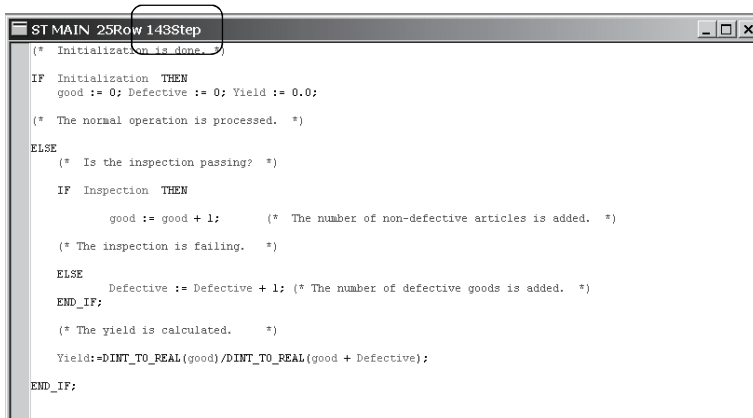 ST MAIN 25Row 143Step
(* Initialization is done. *)
IF Initialization THEN
good := 0; Defective := 0; Yield := 0.0;
(* The normal operation is processed. *)
ELSE
(* Is the inspection passing? *)
IF Inspection THEN
good := good + 1; (* The number of non-defective articles is added. *)
(* The inspection is failing. *)
ELSE
Defective := Defective + 1; (* The number of defective goods is added. *)
END_IF;
(* The yield is calculated. *)
Yield:=DINT_TO_REAL(good)/DINT_TO_REAL(good + Defective);
END_IF;